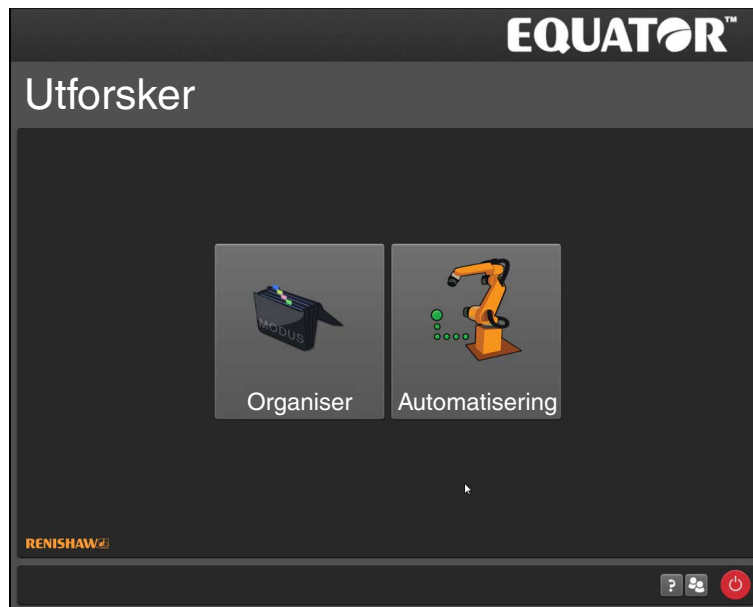 EQUATOR™
Utforsker
MODUS
Organiser
Automatisering
RENISHAW
?